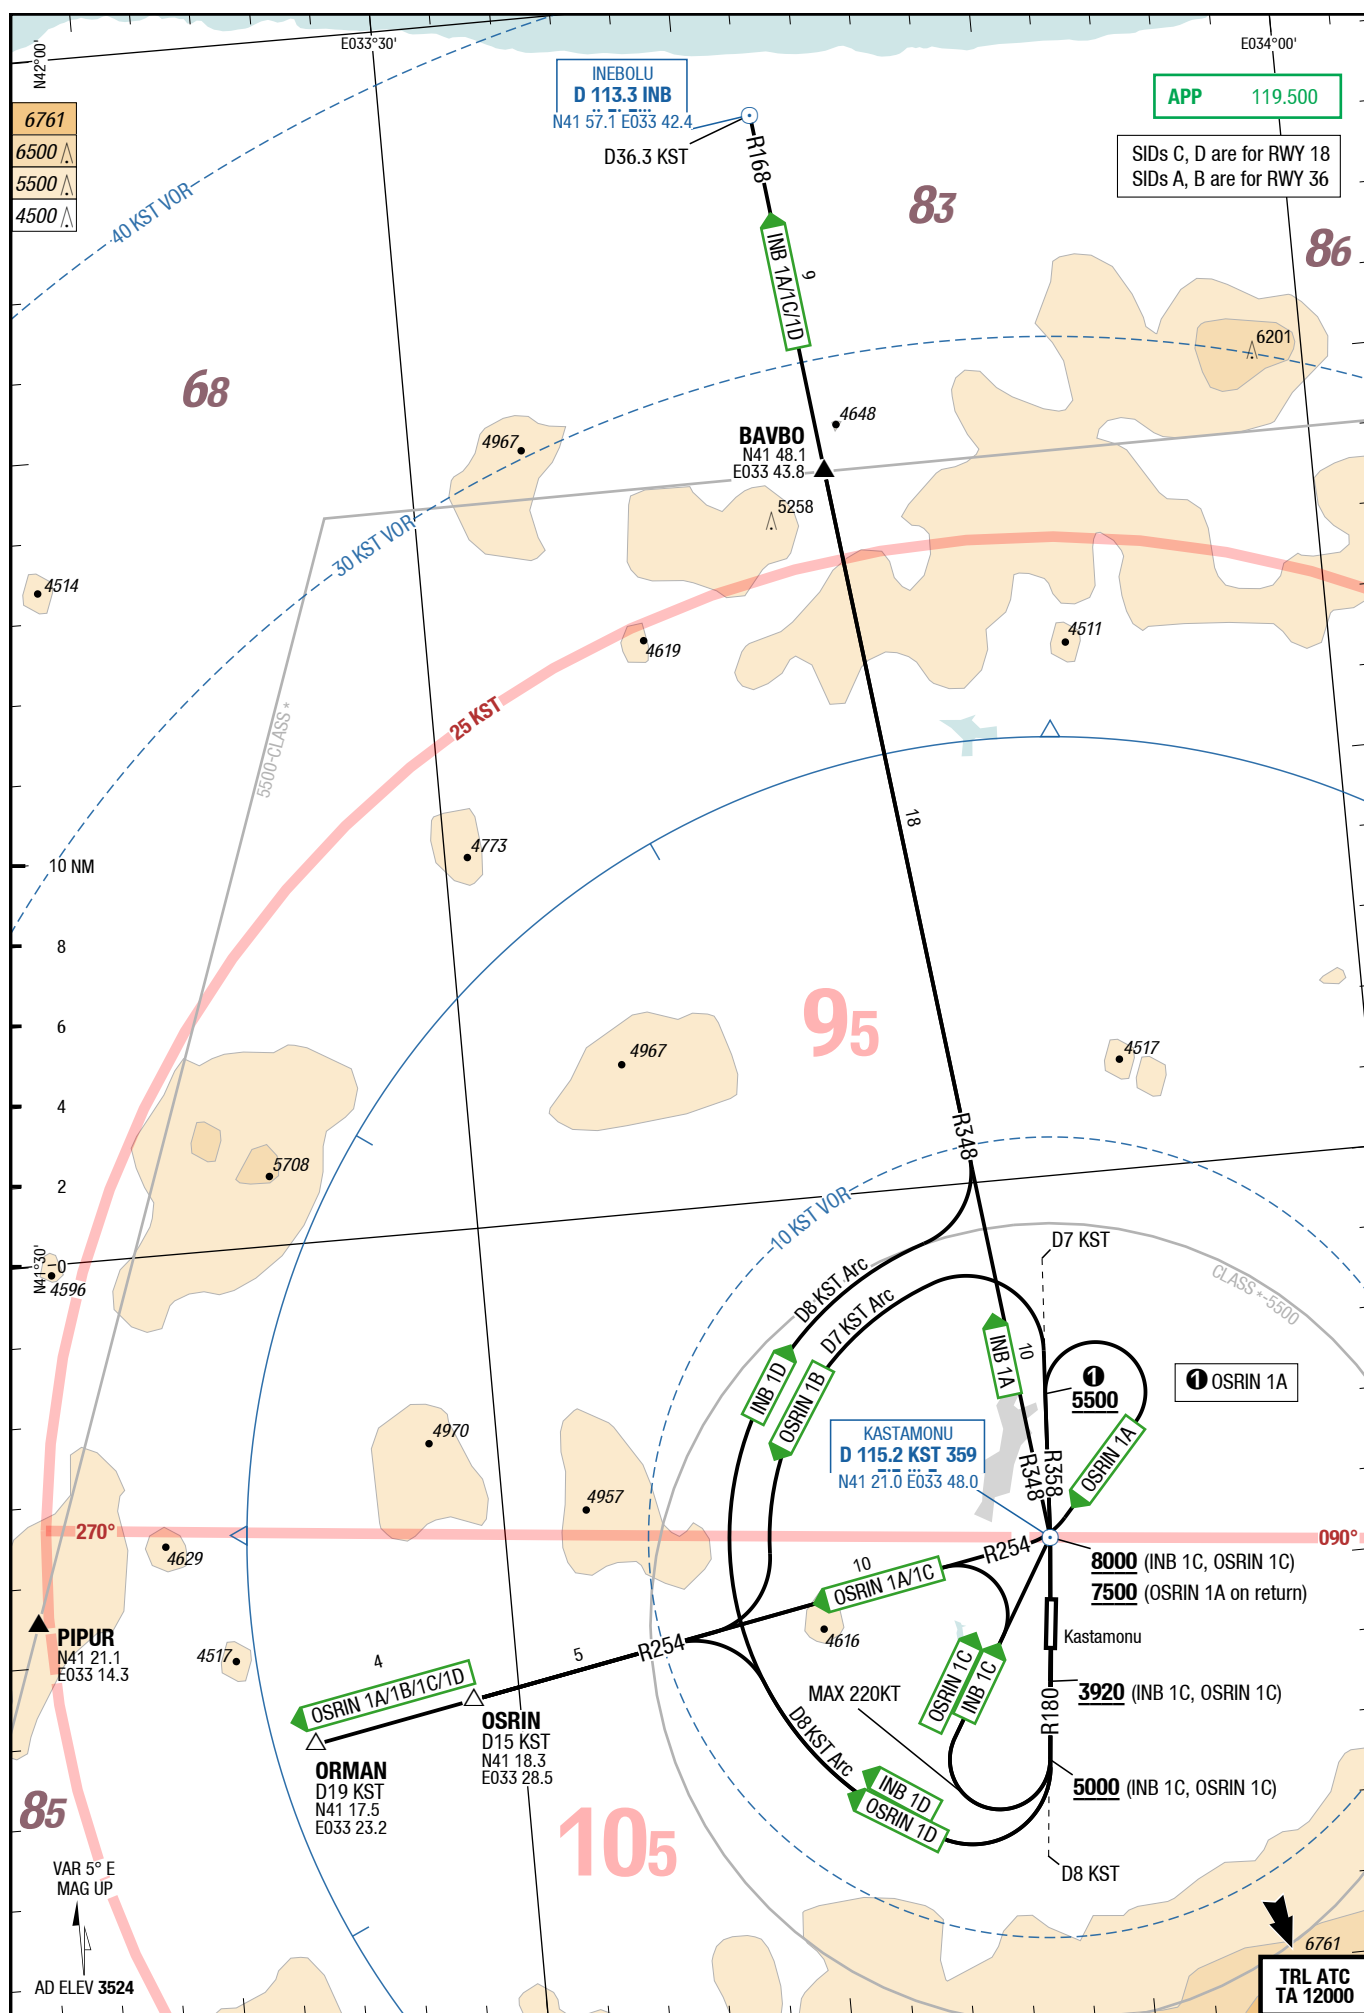 E033°30'
E034°00'
N42°00'
INEBOLU
D 113.3 INB
N41 57.1 E033 42.4
D36.3 KST
R168
APP 119.500
SIDs C, D are for RWY 18
SIDs A, B are for RWY 36
6761
6500
5500
4500
40 KST VOR
83
86
INB 1A/1C/1D
9
6201
68
4648
4967
BAVBO
N41 48.1
E033 43.8
5258
30 KST VOR
4514
4619
4511
25 KST
5500-CLASS *
18
4773
10 NM
8
6
4
2
0
95
4967
4517
R348
5708
10 KST VOR
D7 KST
N41°30'
4596
D8 KST Arc
D7 KST Arc
CLASS *-5500
INB 1A
10
INB 1D
OSRIN 1B
1
5500
1 OSRIN 1A
OSRIN 1A
4970
KASTAMONU
D 115.2 KST 359
N41 21.0 E033 48.0
R348
R358
4957
270°
090°
4629
R254
10
OSRIN 1A/1C
8000 (INB 1C, OSRIN 1C)
7500 (OSRIN 1A on return)
Kastamonu
4616
PIPUR
N41 21.1
E033 14.3
4517
R254
5
4
OSRIN 1A/1B/1C/1D
OSRIN
D15 KST
N41 18.3
E033 28.5
ORMAN
D19 KST
N41 17.5
E033 23.2
MAX 220KT
OSRIN 1C
INB 1C
R180
3920 (INB 1C, OSRIN 1C)
5000 (INB 1C, OSRIN 1C)
D8 KST Arc
INB 1D
OSRIN 1D
D8 KST
85
105
VAR 5° E
MAG UP
AD ELEV 3524
6761
TRL ATC
TA 12000